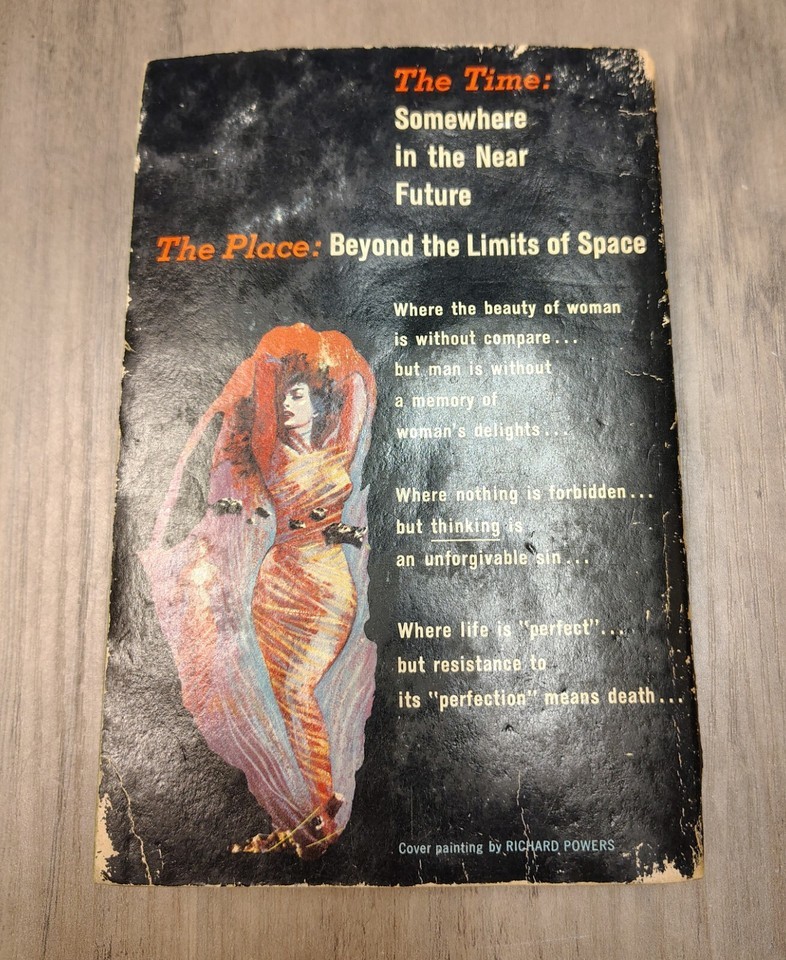 The Time:
Somewhere
in the Near
Future
The Place: Beyond the Limits of Space
Where the beauty of woman
is without compare...
but man is without
a memory of
woman's delights...
Where nothing is forbidden...
but thinking is
an unforgivable sin...
Where life is "perfect"...
but resistance to
its "perfection" means death...
Cover painting by RICHARD POWERS